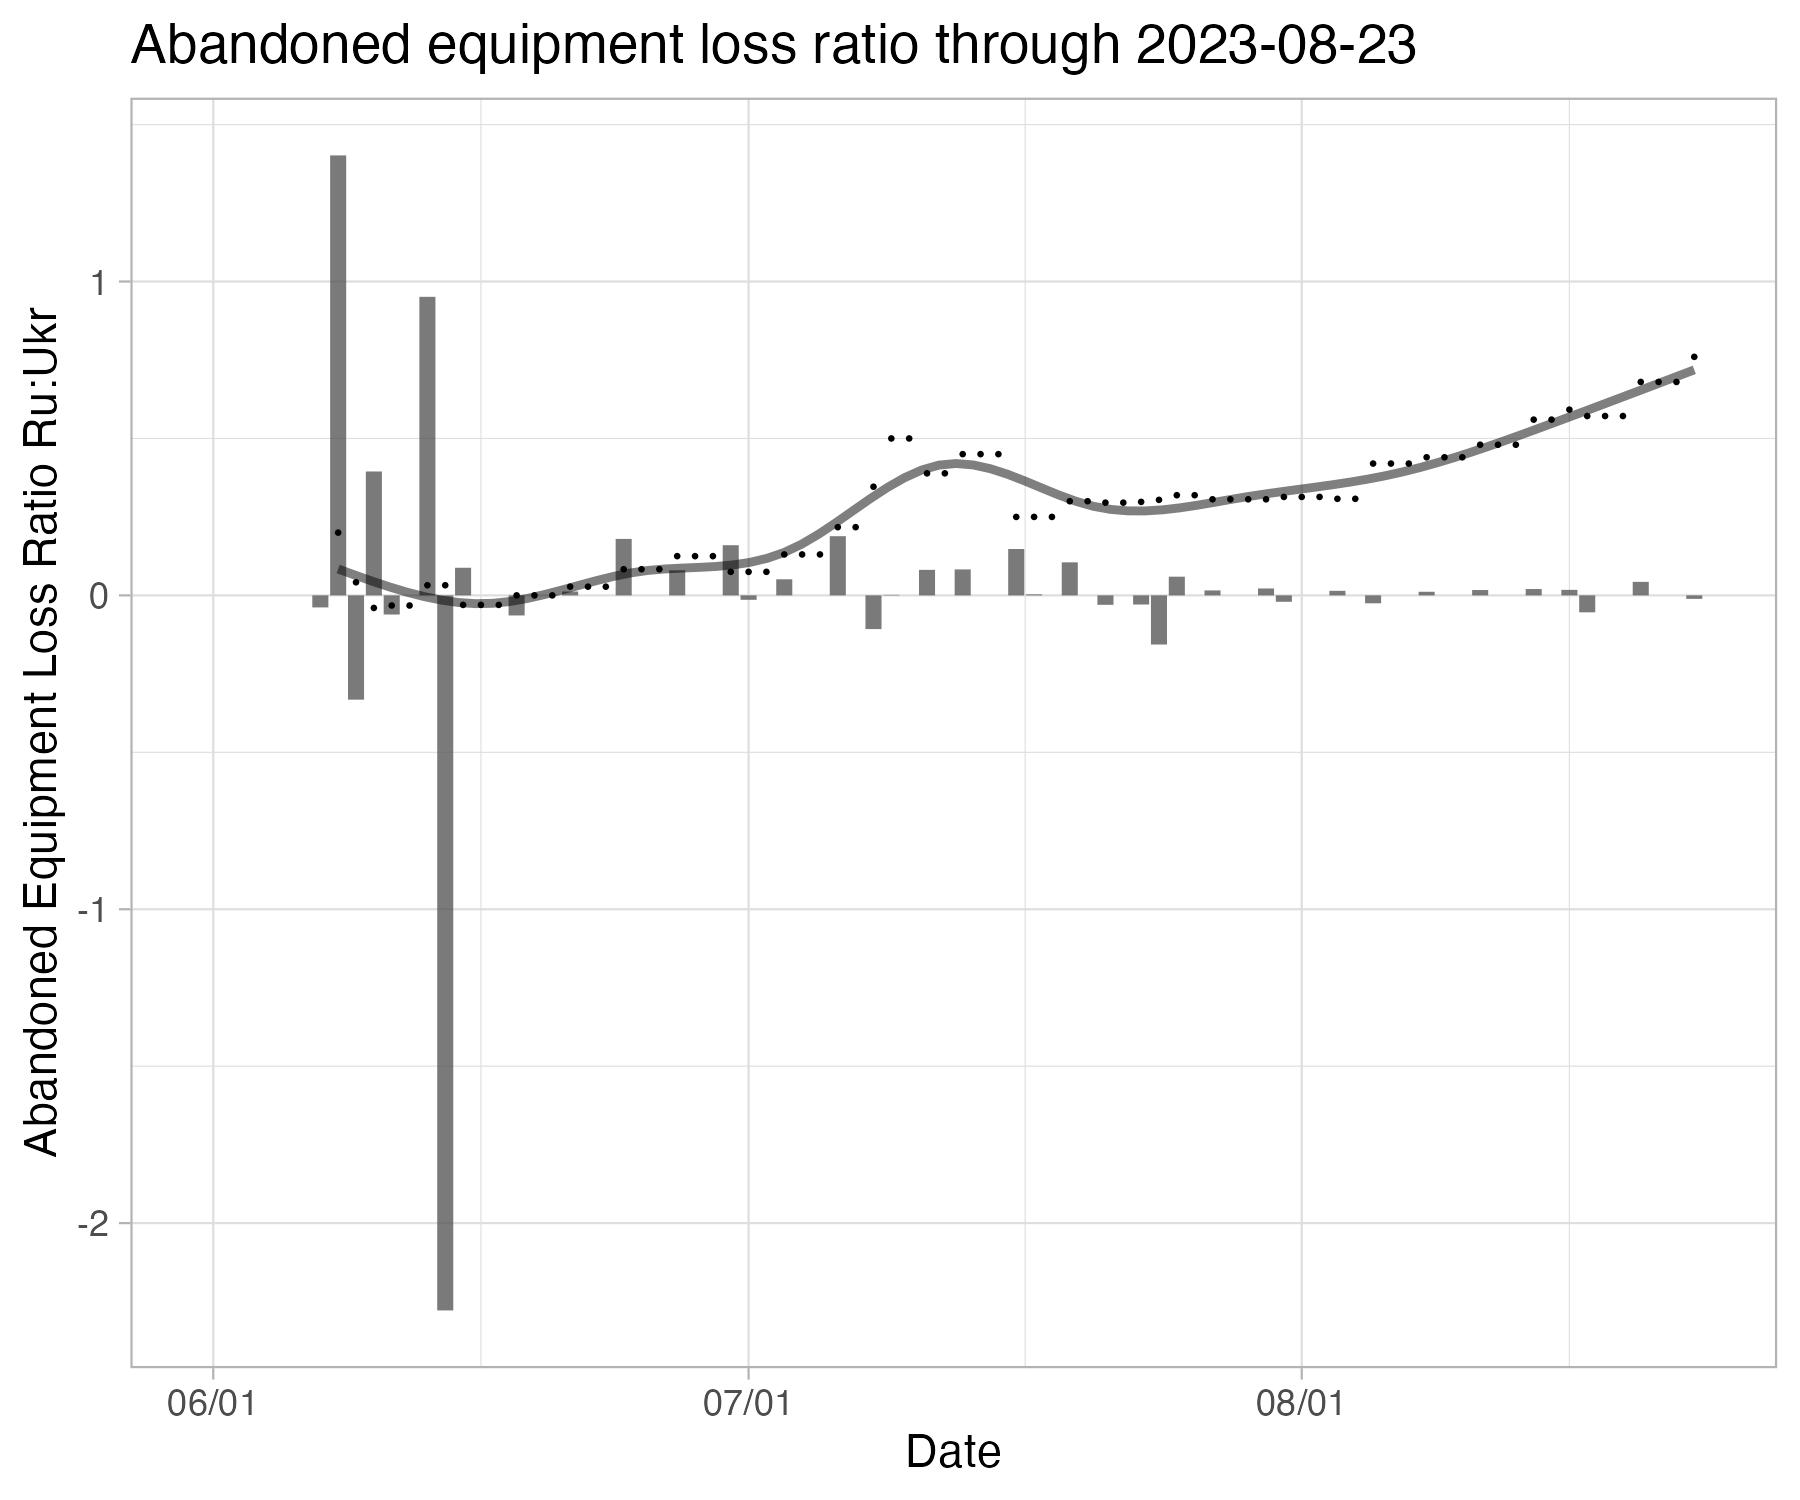 Abandoned equipment loss ratio through 2023-08-23
Abandoned Equipment Loss Ratio Ru:Ukr
1
0
-1
-2
06/01
07/01
08/01
Date